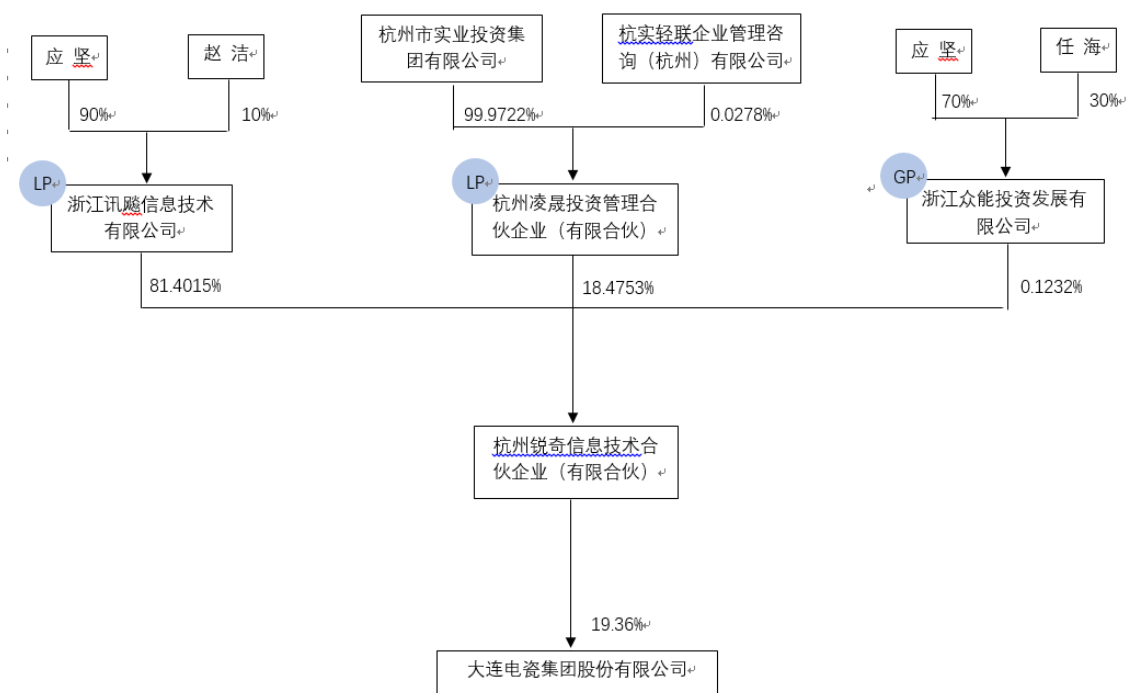 应 坚
赵 洁
杭州市实业投资集
团有限公司
杭实轻联企业管理咨
询（杭州）有限公司
应 坚
任 海
90%
10%
99.9722%
0.0278%
70%
30%
LP
浙江讯飚信息技术
有限公司
LP
杭州凌晟投资管理合
伙企业（有限合伙）
GP
浙江众能投资发展有
限公司
81.4015%
18.4753%
0.1232%
杭州锐奇信息技术合
伙企业（有限合伙）
19.36%
大连电瓷集团股份有限公司